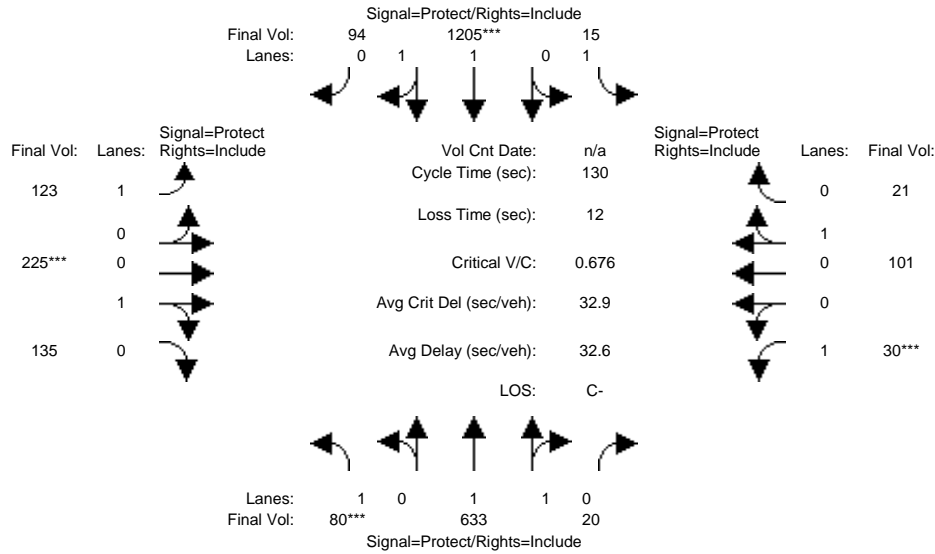 Signal=Protect/Rights=Include
Final Vol: 94 1205*** 15
Lanes: 0 1 1 0 1
Signal=Protect
Final Vol: Lanes: Rights=Include
Vol Cnt Date: n/a
Signal=Protect
Rights=Include Lanes: Final Vol:
Cycle Time (sec): 130
123 1 0 21
Loss Time (sec): 12
0 1
225*** 0 Critical V/C: 0.676 0 101
1 Avg Crit Del (sec/veh): 32.9 0
135 0 Avg Delay (sec/veh): 32.6 1 30***
LOS: C-
Lanes: 1 0 1 1 0
Final Vol: 80*** 633 20
Signal=Protect/Rights=Include